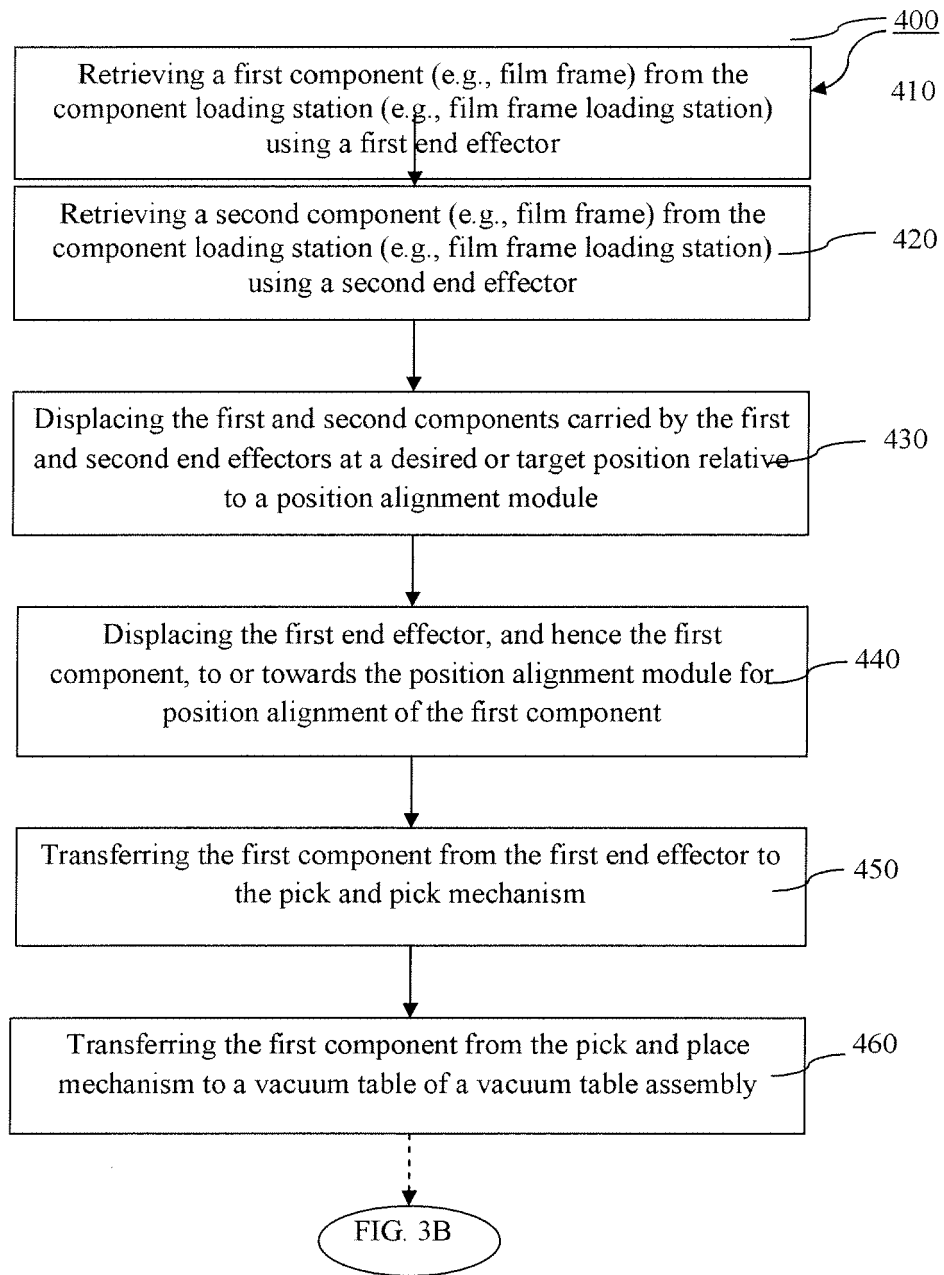 400
Retrieving a first component (e.g., film frame) from the
component loading station (e.g., film frame loading station)
using a first end effector
410
Retrieving a second component (e.g., film frame) from the
component loading station (e.g., film frame loading station)
using a second end effector
420
Displacing the first and second components carried by the first
and second end effectors at a desired or target position relative
to a position alignment module
430
Displacing the first end effector, and hence the first
component, to or towards the position alignment module for
position alignment of the first component
440
Transferring the first component from the first end effector to
the pick and pick mechanism
450
Transferring the first component from the pick and place
mechanism to a vacuum table of a vacuum table assembly
460
FIG. 3B